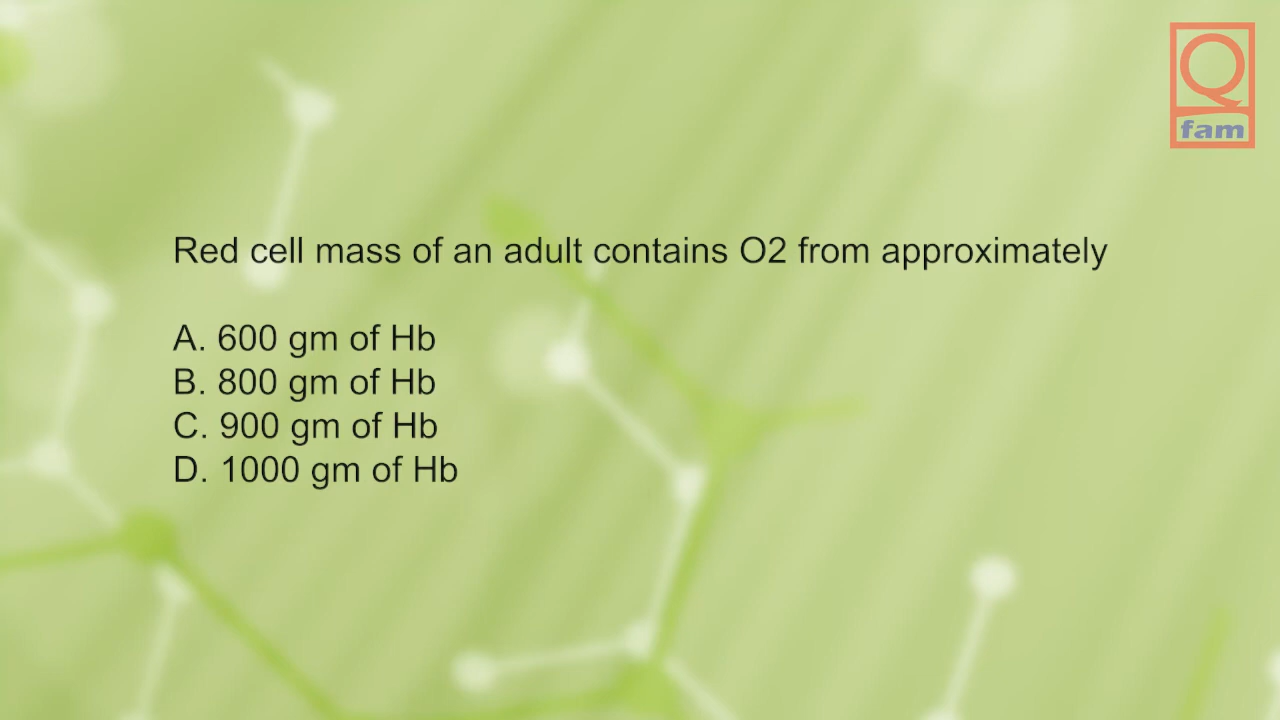 Q
fam
Red cell mass of an adult contains O2 from approximately
A. 600 gm of Hb
B. 800 gm of Hb
C. 900 gm of Hb
D. 1000 gm of Hb